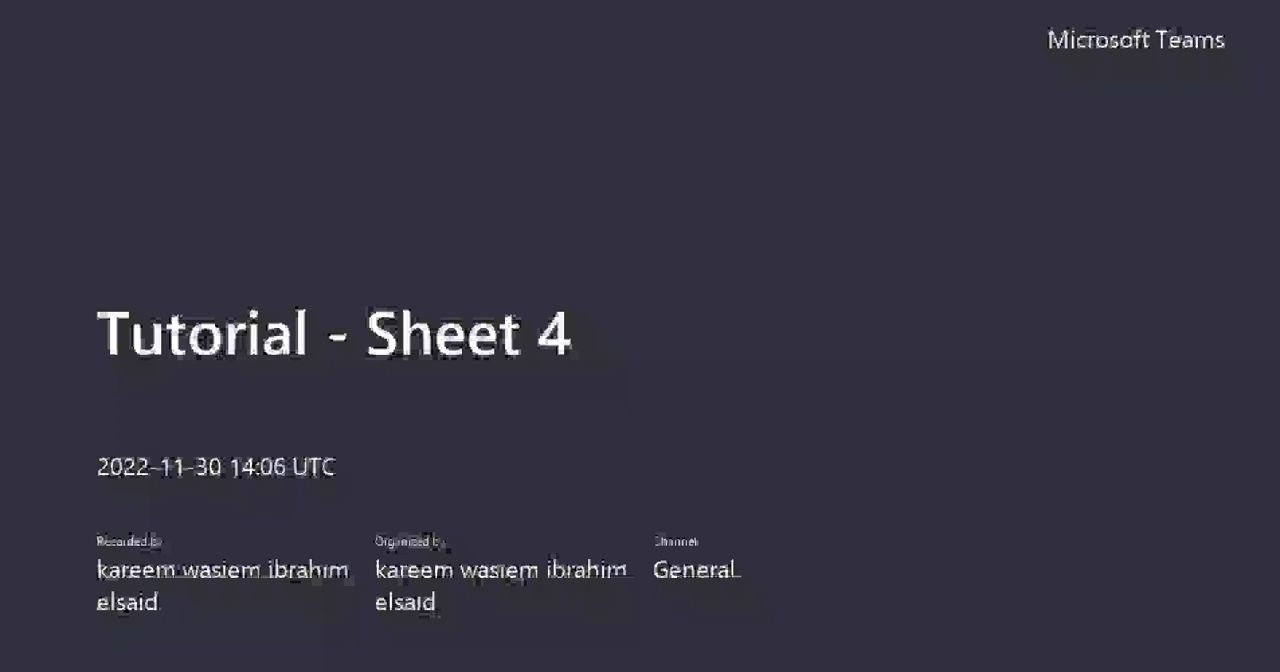 Microsoft Teams
Tutorial - Sheet 4
2022-11-30 14:06 UTC
Recorded by
kareem wasiem ibrahim
elsaid
Organized by
kareem wasiem ibrahim
elsaid
Channel
General